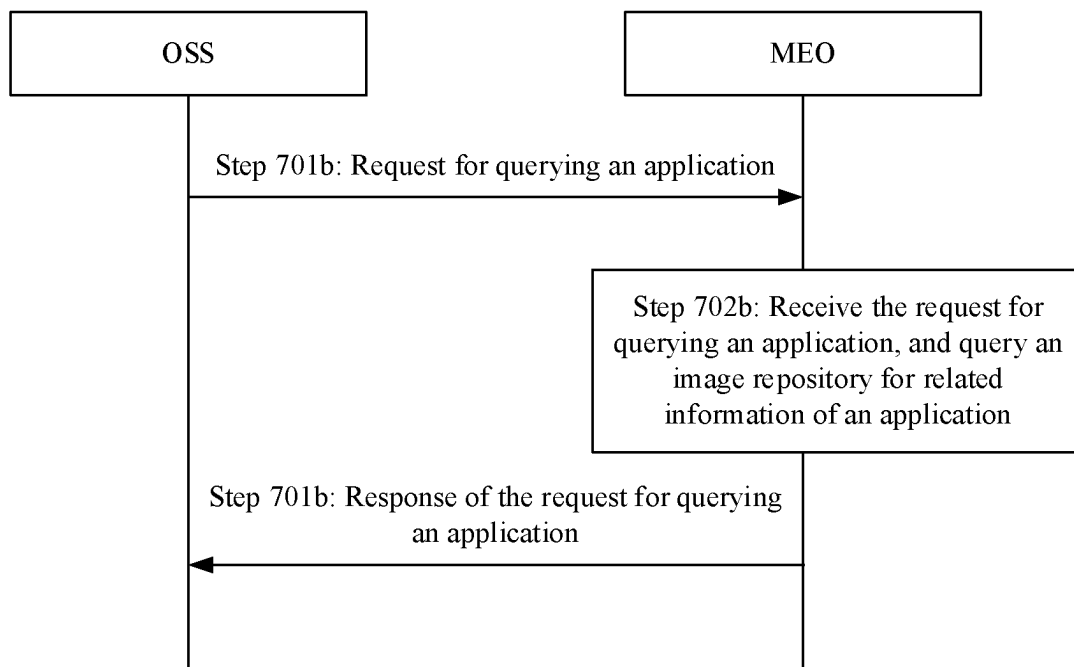 OSS
MEO
Step 701b: Request for querying an application
Step 702b: Receive the request for
querying an application, and query an
image repository for related
information of an application
Step 701b: Response of the request for querying
an application